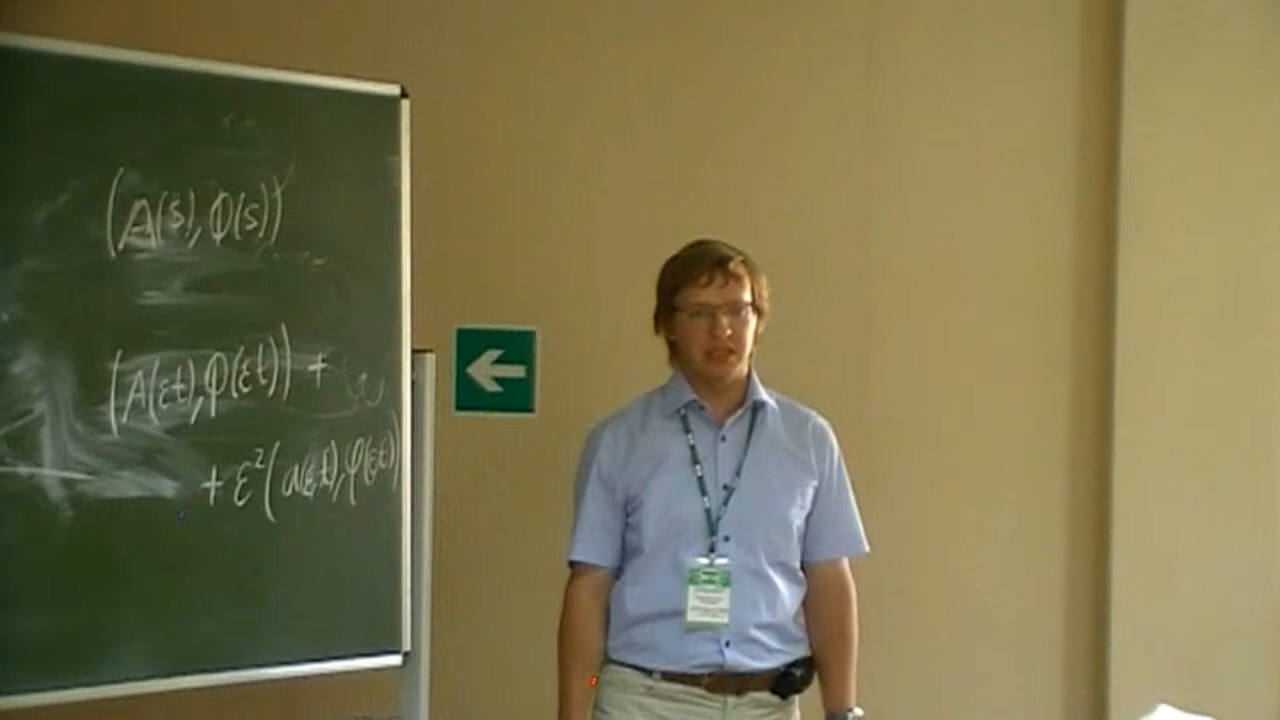 (A(s), Φ(s))
(A(εt), Φ(εt)) +
+ ε²(a(εt), φ(εt))